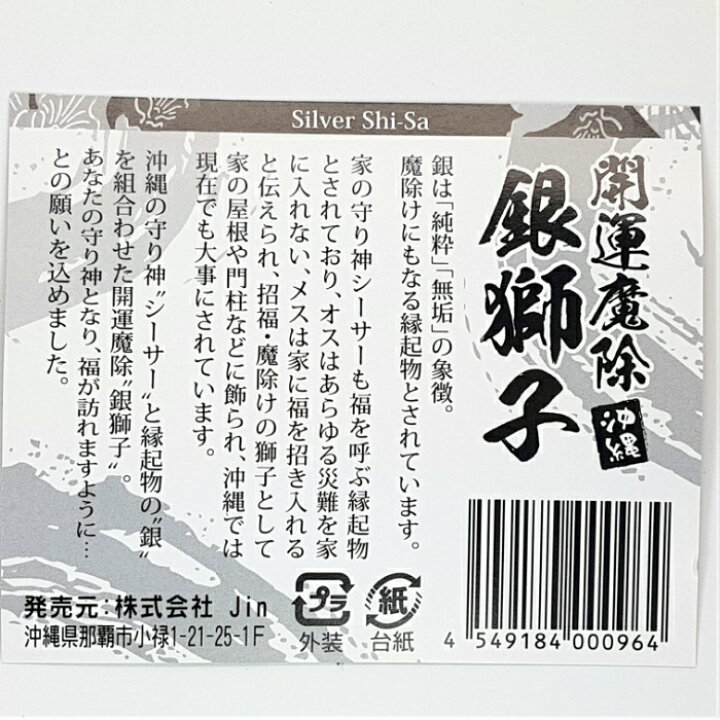 Silver Shi-Sa
開運魔除
銀獅子
銀は「純粋」「無垢」の象徴。
魔除けにもなる縁起物とされています。
家の守り神シーサーも福を呼ぶ縁起物
とされており、オスはあらゆる災難を家
に入れない、メスは家に福を招き入れる
と伝えられ、招福・魔除けの獅子として
家の屋根や門柱などに飾られ、沖縄では
現在でも大事にされています。
沖縄の守り神〝シーサー〟と縁起物の〝銀〟
を組合わせた開運魔除〝銀獅子〟。
あなたの守り神となり、福が訪れますように…
との願いを込めました。
発売元:株式会社 Jin
沖縄県那覇市小禄1-21-25-1F
プラ
外装
紙
台紙
4 549184 000964